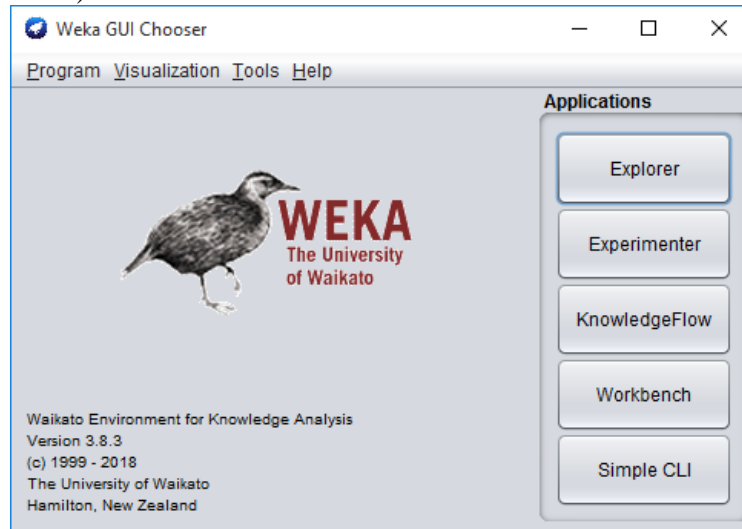 Weka GUI Chooser
Program Visualization Tools Help
Applications
Explorer
Experimenter
KnowledgeFlow
Workbench
Simple CLI
WEKA
The University
of Waikato
Waikato Environment for Knowledge Analysis
Version 3.8.3
(c) 1999 - 2018
The University of Waikato
Hamilton, New Zealand